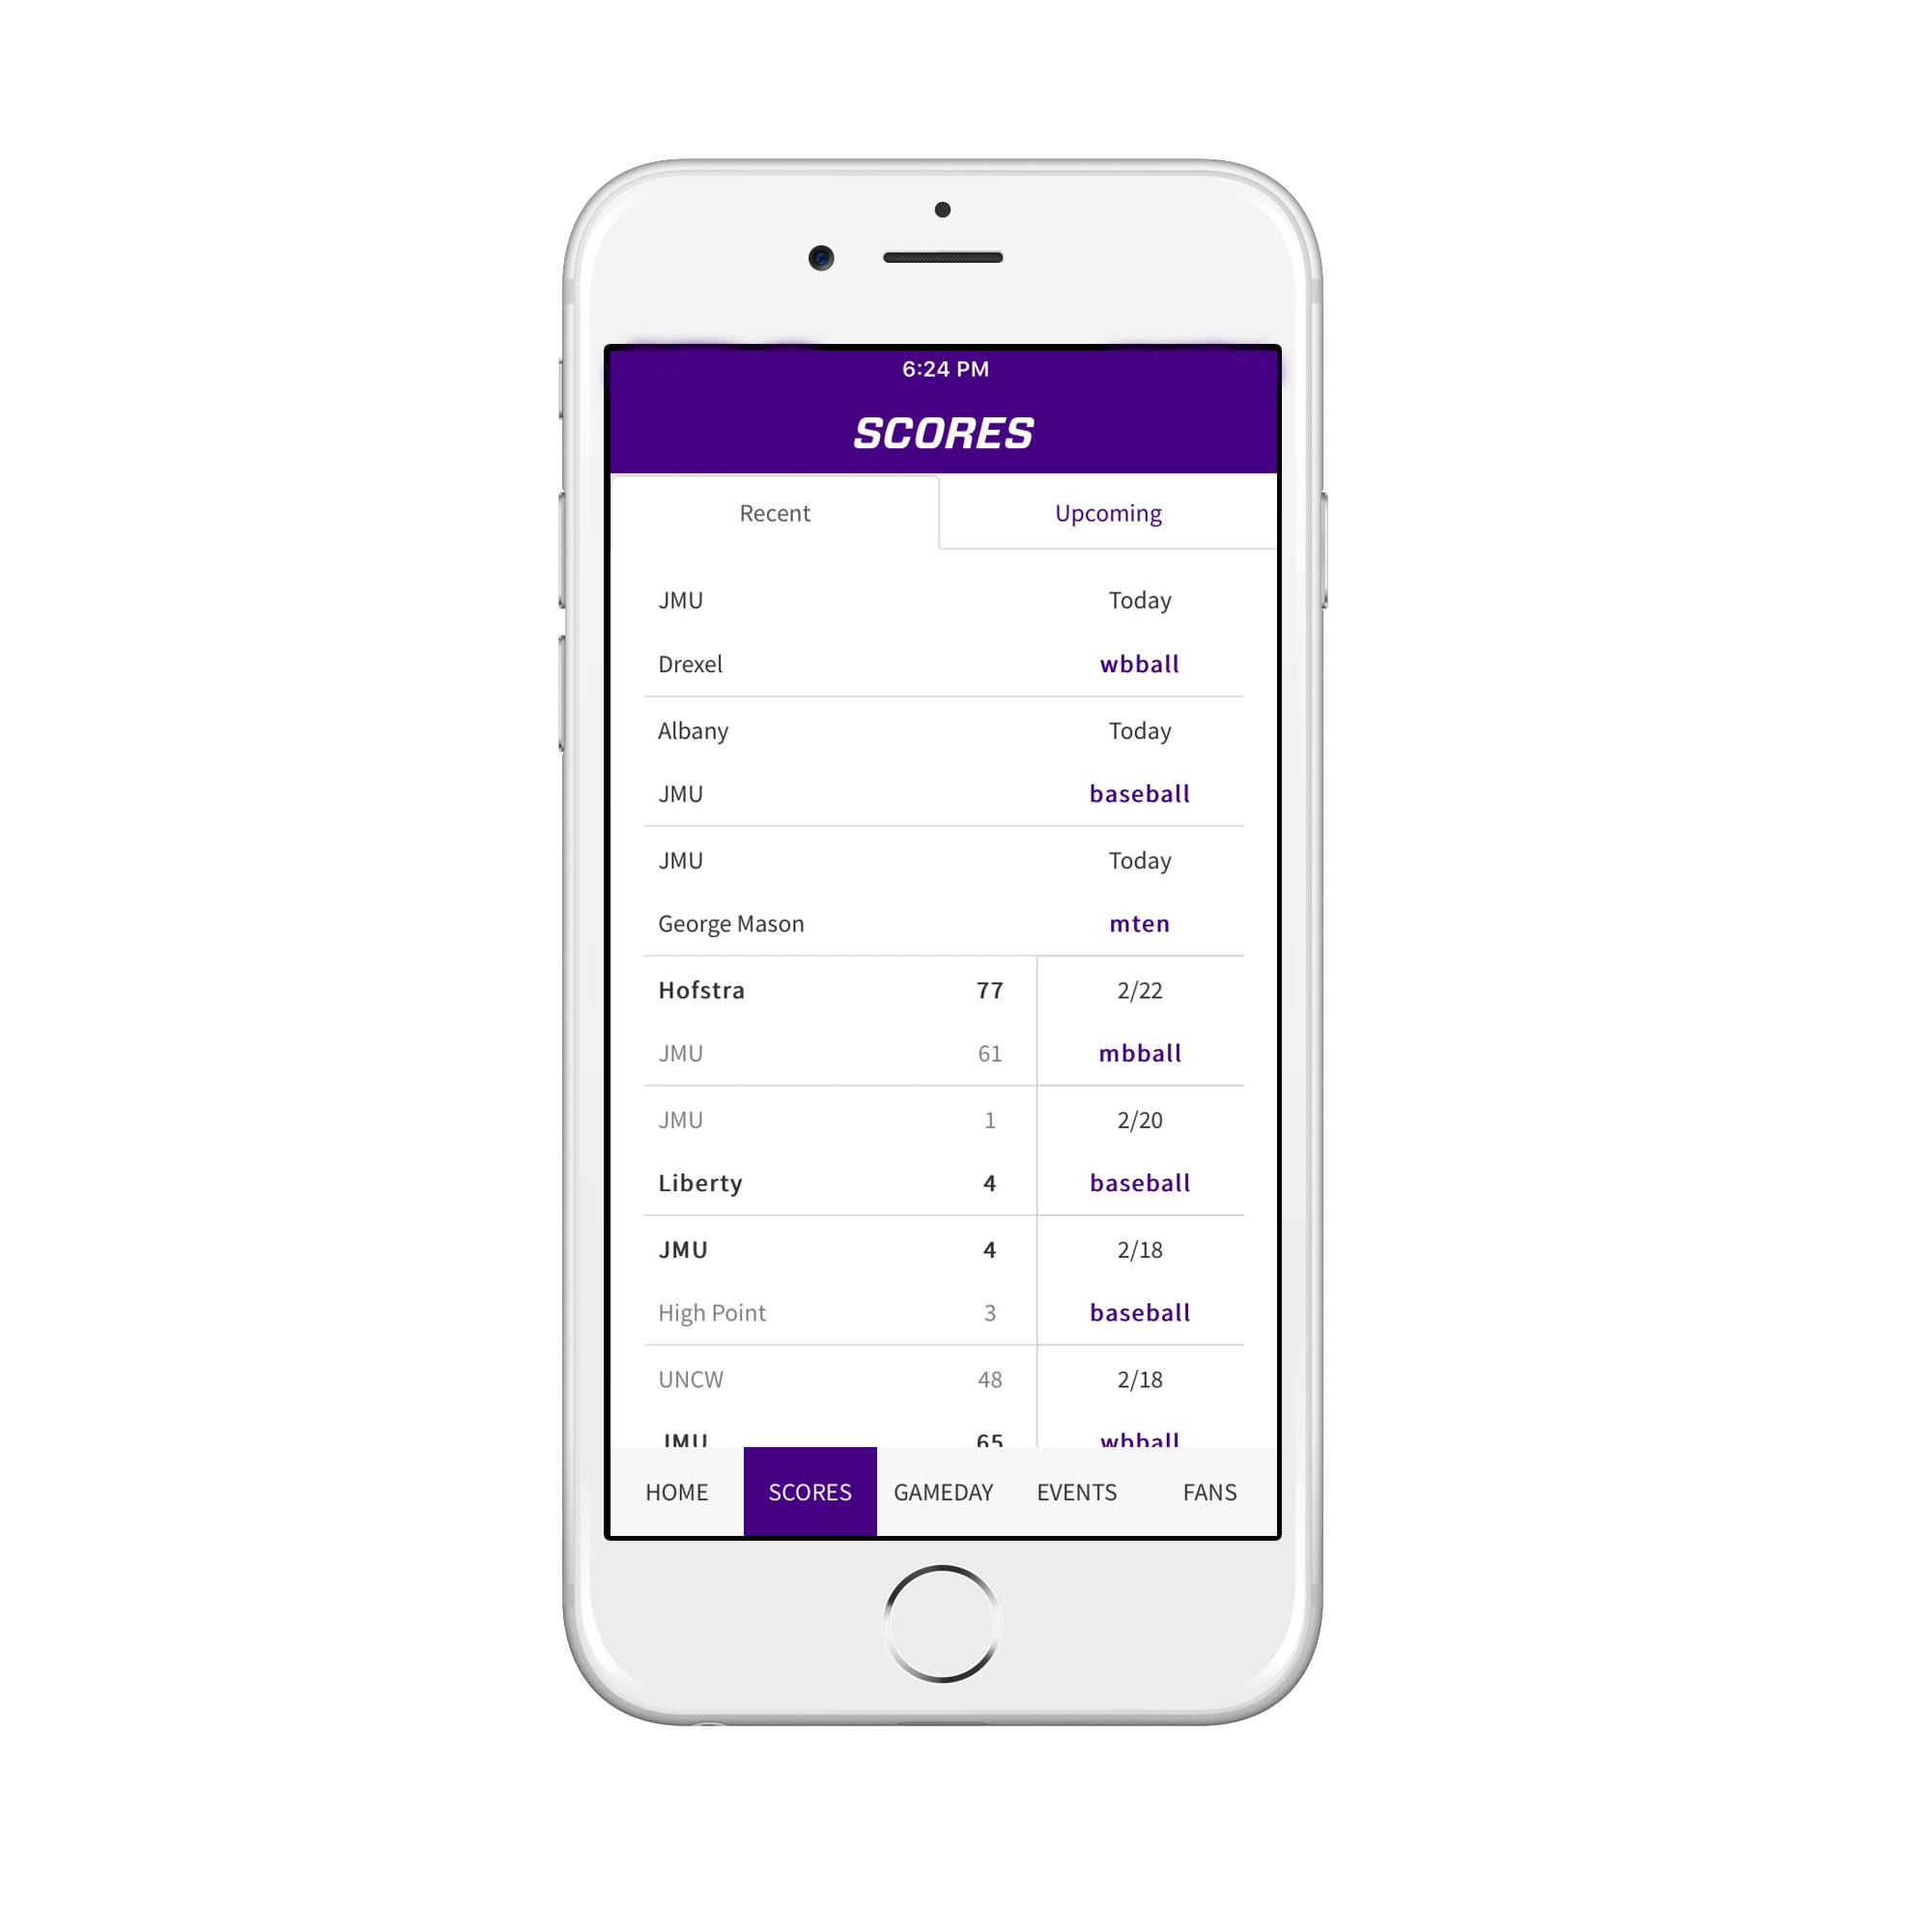 6:24 PM
SCORES
Recent Upcoming
JMU Today
Drexel wbball
Albany Today
JMU baseball
JMU Today
George Mason mten
Hofstra 77 2/22
JMU 61 mbball
JMU 1 2/20
Liberty 4 baseball
JMU 4 2/18
High Point 3 baseball
UNCW 48 2/18
JMU 65 wbball
HOME SCORES GAMEDAY EVENTS FANS